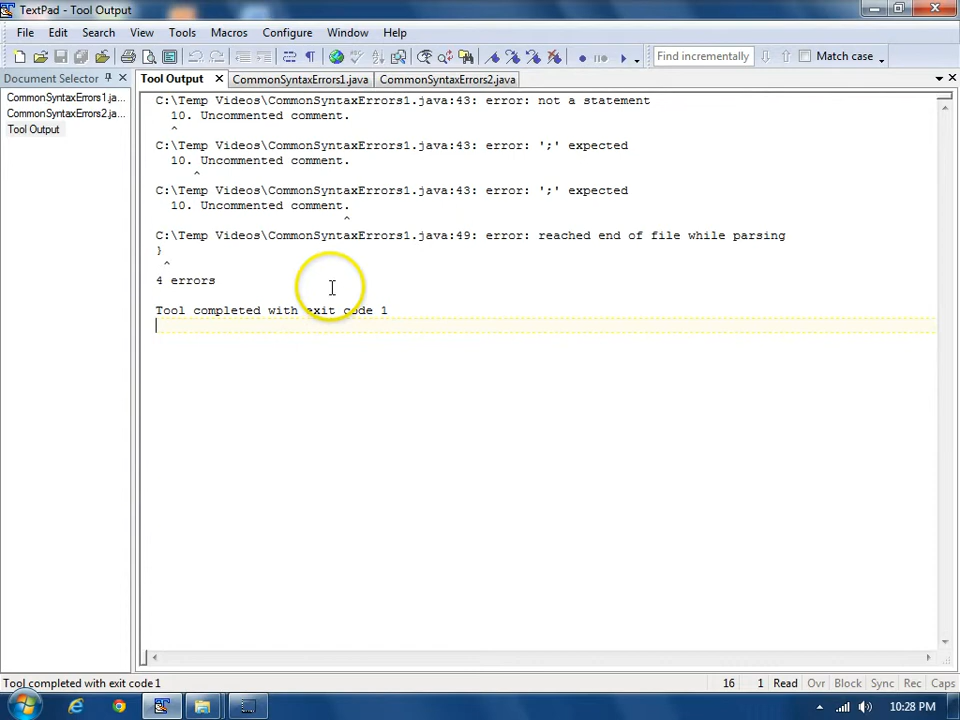 TextPad - Tool Output
File Edit Search View Tools Macros Configure Window Help
Find incrementally Match case
Document Selector
Tool Output CommonSyntaxErrors1.java CommonSyntaxErrors2.java
CommonSyntaxErrors1.ja...
CommonSyntaxErrors2.ja...
Tool Output
C:\Temp Videos\CommonSyntaxErrors1.java:43: error: not a statement
10. Uncommented comment.
^
C:\Temp Videos\CommonSyntaxErrors1.java:43: error: ';' expected
10. Uncommented comment.
^
C:\Temp Videos\CommonSyntaxErrors1.java:43: error: ';' expected
10. Uncommented comment.
^
C:\Temp Videos\CommonSyntaxErrors1.java:49: error: reached end of file while parsing
}
^
4 errors
Tool completed with exit code 1
Tool completed with exit code 1 16 1 Read Ovr Block Sync Rec Caps
10:28 PM